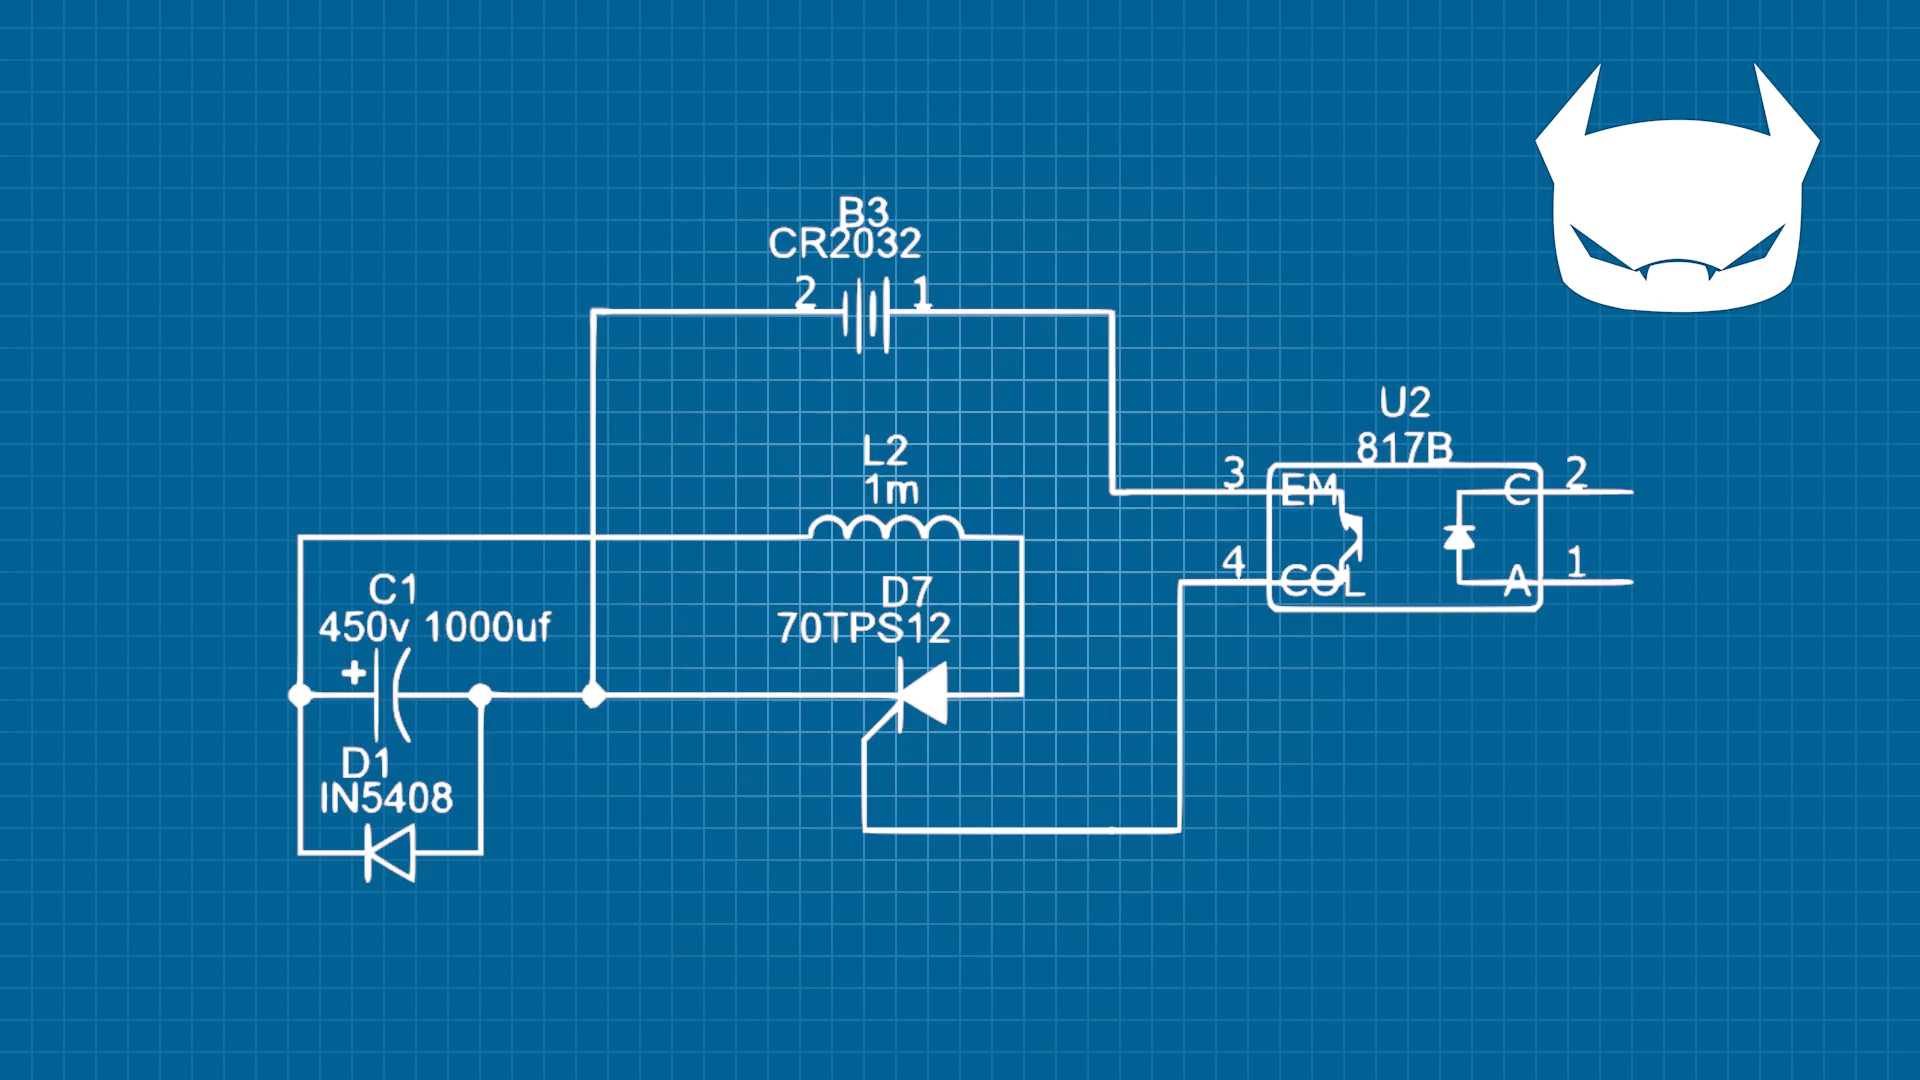 B3
CR2032
2 1
U2
817B
L2
1m
3 EM C 2
4 COL A 1
C1
450v 1000uf
+
D7
70TPS12
D1
IN5408